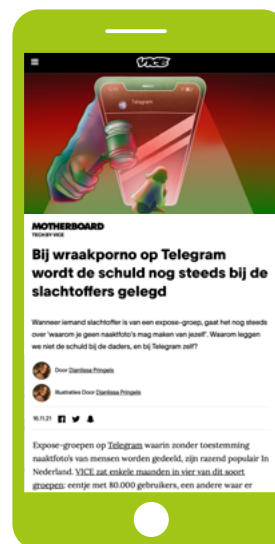 VICE
Telegram
MOTHERBOARD
TECH BY VICE
Bij wraakporno op Telegram
wordt de schuld nog steeds bij de
slachtoffers gelegd
Wanneer iemand slachtoffer is van een expose-groep, gaat het nog steeds
over 'waarom je geen naaktfoto's mag maken van jezelf'. Waarom leggen
we niet de schuld bij de daders, en bij Telegram zelf?
Door Djanlissa Pringels
Illustraties Door Djanlissa Pringels
16.11.21
Expose-groepen op Telegram waarin zonder toestemming
naaktfoto's van mensen worden gedeeld, zijn razend populair In
Nederland. VICE zat enkele maanden in vier van dit soort
groepen: eentje met 80.000 gebruikers, een andere waar er